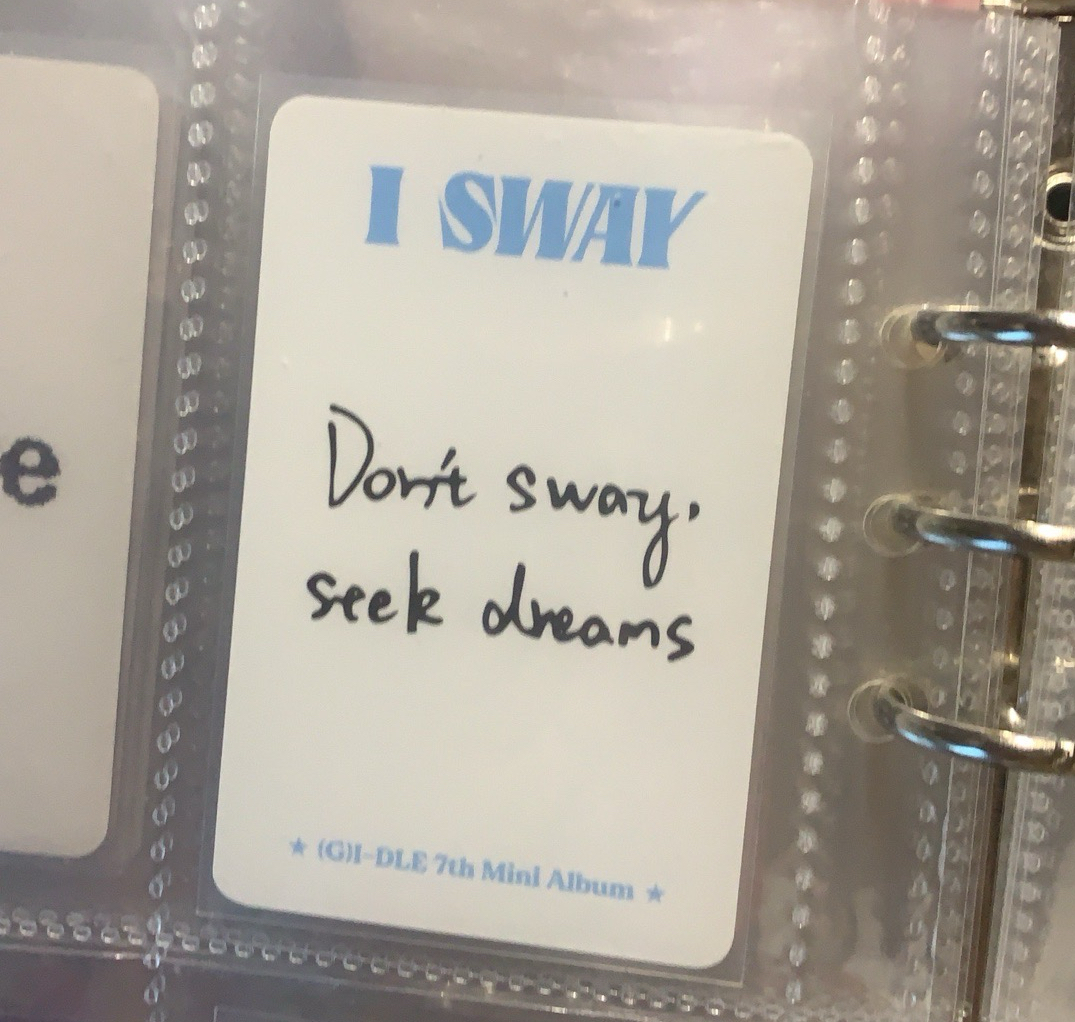 I SWAY
e
Don't sway.
seek dreams
★ (G)I-DLE 7th Mini Album ★